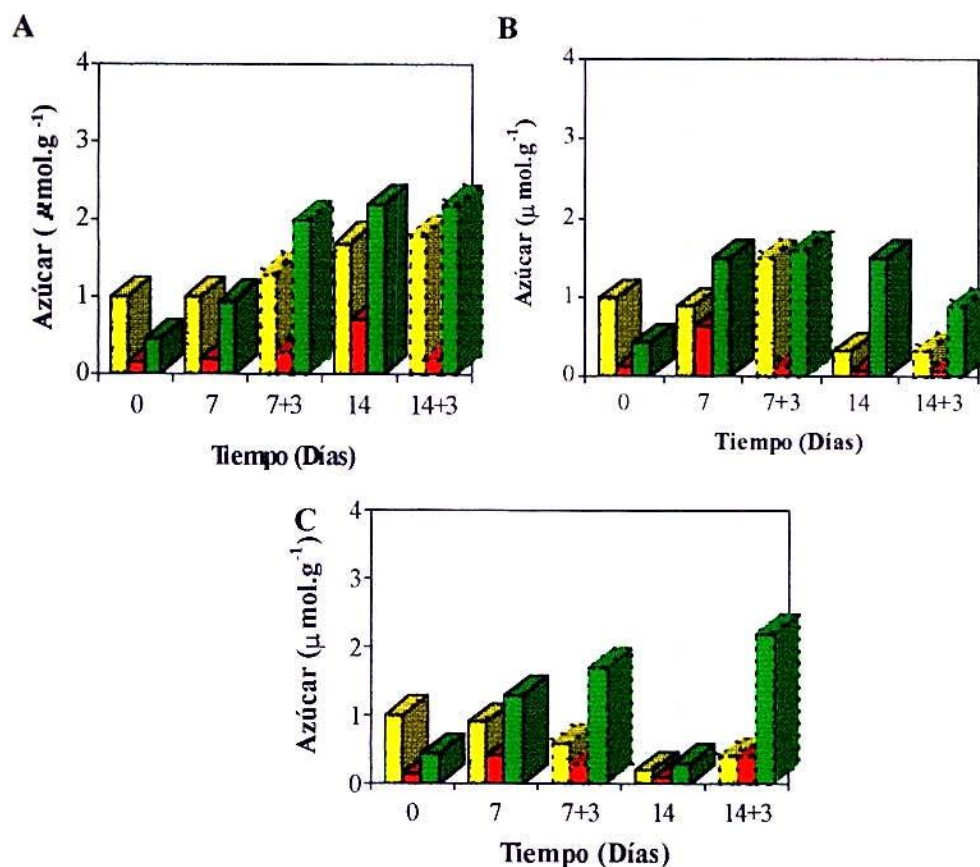 A
Azúcar (μmol.g⁻¹)
4
3
2
1
0
0 7 7+3 14 14+3
Tiempo (Días)
B
Azúcar (μ mol.g⁻¹)
4
3
2
1
0
0 7 7+3 14 14+3
Tiempo (Días)
C
Azúcar (μ mol.g⁻¹)
4
3
2
1
0
0 7 7+3 14 14+3
Tiempo (Días)